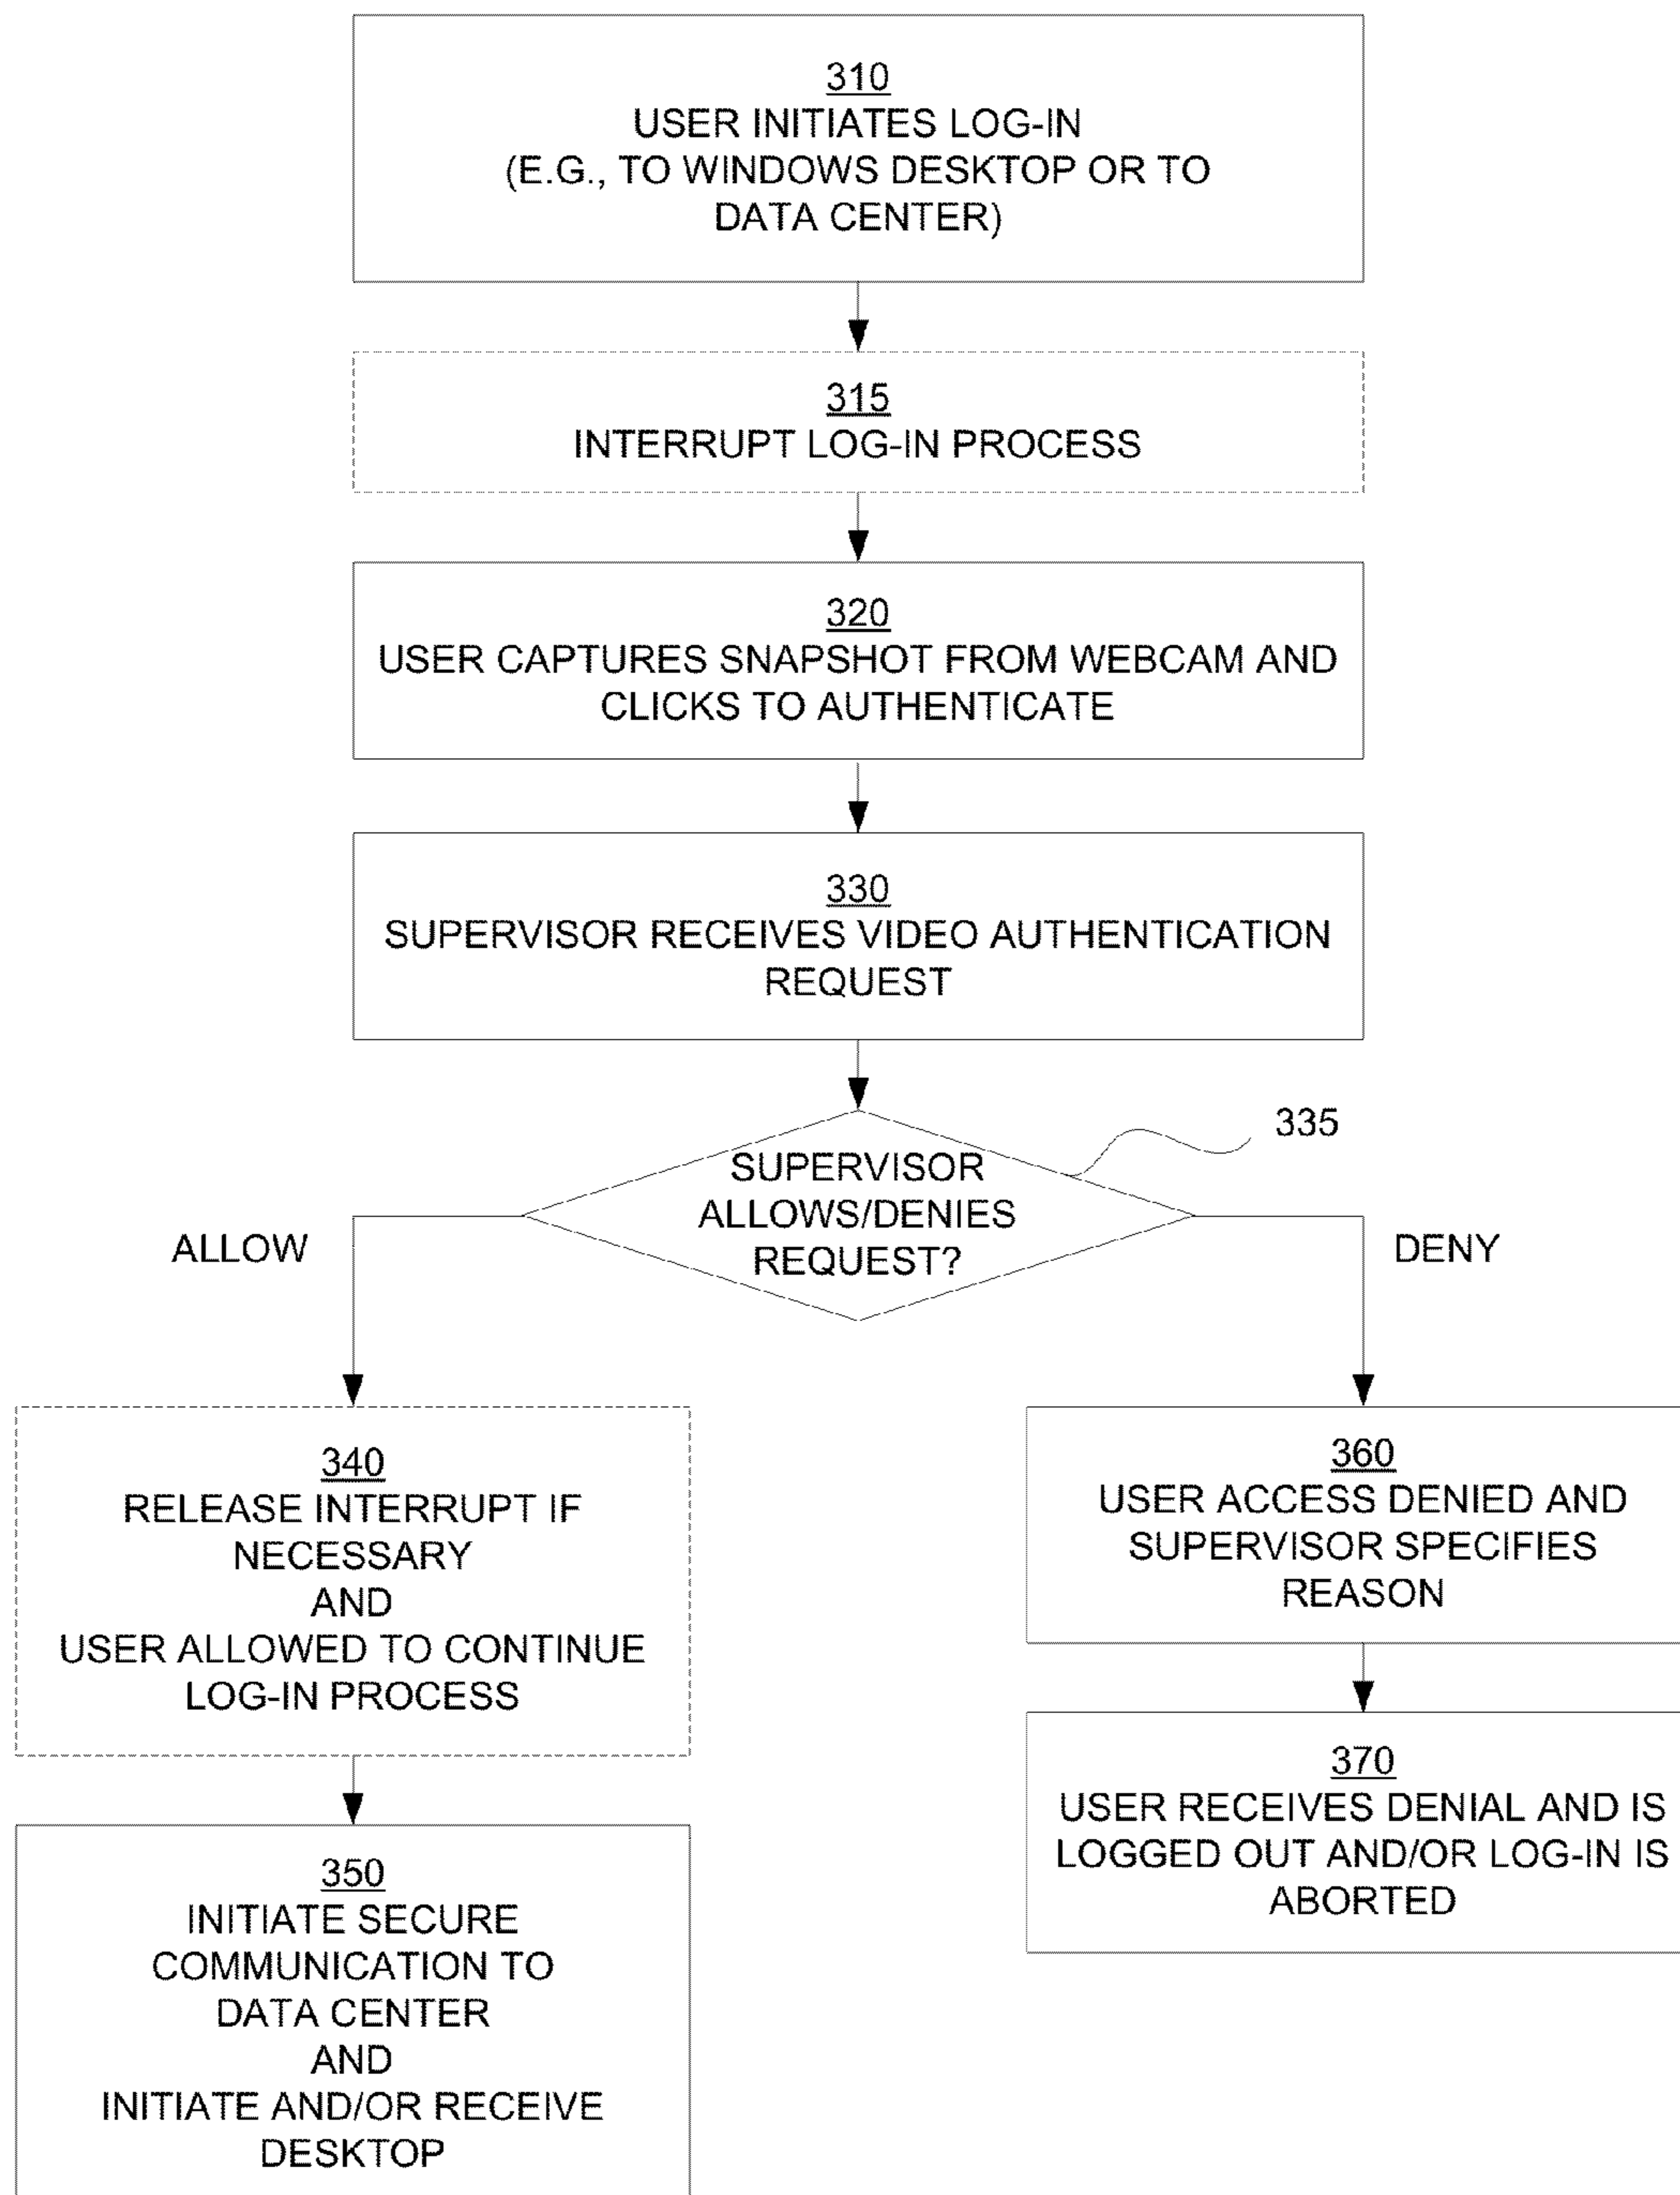 310
USER INITIATES LOG-IN
(E.G., TO WINDOWS DESKTOP OR TO
DATA CENTER)
315
INTERRUPT LOG-IN PROCESS
320
USER CAPTURES SNAPSHOT FROM WEBCAM AND
CLICKS TO AUTHENTICATE
330
SUPERVISOR RECEIVES VIDEO AUTHENTICATION
REQUEST
335
SUPERVISOR
ALLOWS/DENIES
REQUEST?
ALLOW
DENY
340
RELEASE INTERRUPT IF
NECESSARY
AND
USER ALLOWED TO CONTINUE
LOG-IN PROCESS
350
INITIATE SECURE
COMMUNICATION TO
DATA CENTER
AND
INITIATE AND/OR RECEIVE
DESKTOP
360
USER ACCESS DENIED AND
SUPERVISOR SPECIFIES
REASON
370
USER RECEIVES DENIAL AND IS
LOGGED OUT AND/OR LOG-IN IS
ABORTED